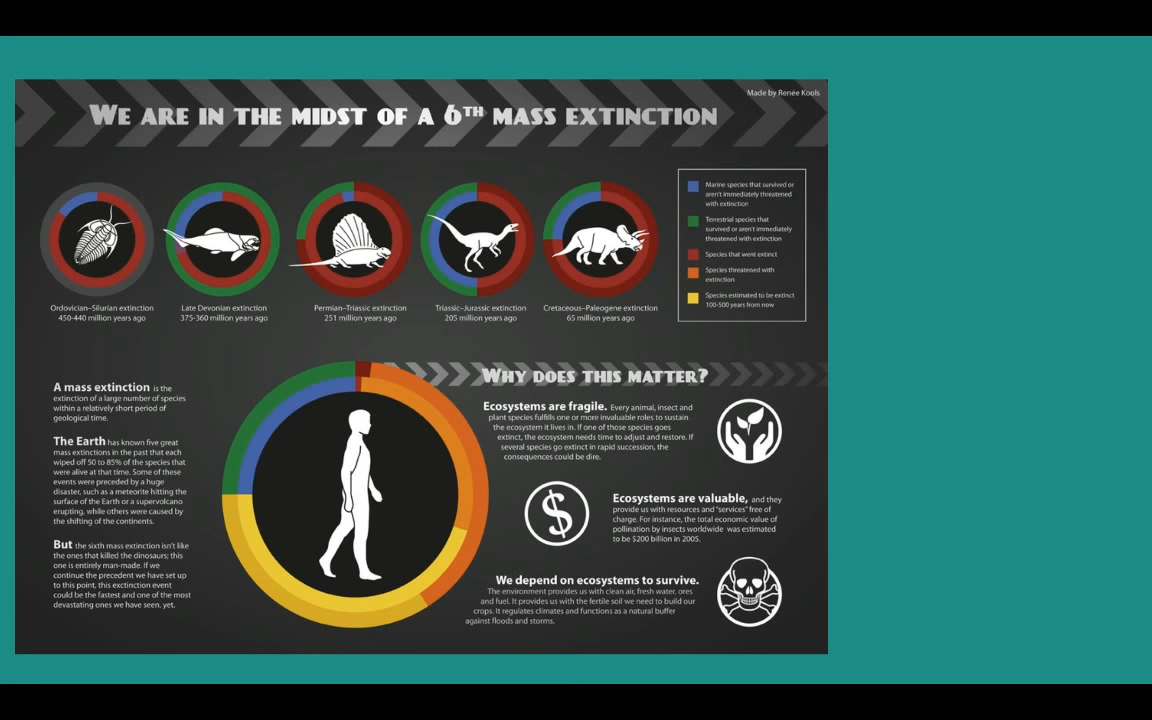 Made by Renée Kools
WE ARE IN THE MIDST OF A 6TH MASS EXTINCTION
Marine species that survived or
aren't immediately threatened
with extinction
Terrestrial species that
survived or aren't immediately
threatened with extinction
Species that went extinct
Species threatened with
extinction
Species estimated to be extinct
100-500 years from now
Ordovician–Silurian extinction
450-440 million years ago
Late Devonian extinction
375-360 million years ago
Permian–Triassic extinction
251 million years ago
Triassic–Jurassic extinction
205 million years ago
Cretaceous–Paleogene extinction
65 million years ago
A mass extinction is the
extinction of a large number of species
within a relatively short period of
geological time.
The Earth has known five great
mass extinctions in the past that each
wiped off 50 to 85% of the species that
were alive at that time. Some of these
events were preceded by a huge
disaster, such as a meteorite hitting the
surface of the Earth or a supervolcano
erupting, while others were caused by
the shifting of the continents.
But the sixth mass extinction isn't like
the ones that killed the dinosaurs; this
one is entirely man-made. If we
continue the precedent we have set up
to this point, this exctinction event
could be the fastest and one of the most
devastating ones we have seen, yet.
WHY DOES THIS MATTER?
Ecosystems are fragile. Every animal, insect and
plant species fulfills one or more invaluable roles to sustain
the ecosystem it lives in. If one of those species goes
extinct, the ecosystem needs time to adjust and restore. If
several species go extinct in rapid succession, the
consequences could be dire.
$
Ecosystems are valuable, and they
provide us with resources and "services" free of
charge. For instance, the total economic value of
pollination by insects worldwide was estimated
to be $200 billion in 2005.
We depend on ecosystems to survive.
The environment provides us with clean air, fresh water, ores
and fuel. It provides us with the fertile soil we need to build our
crops. It regulates climates and functions as a natural buffer
against floods and storms.